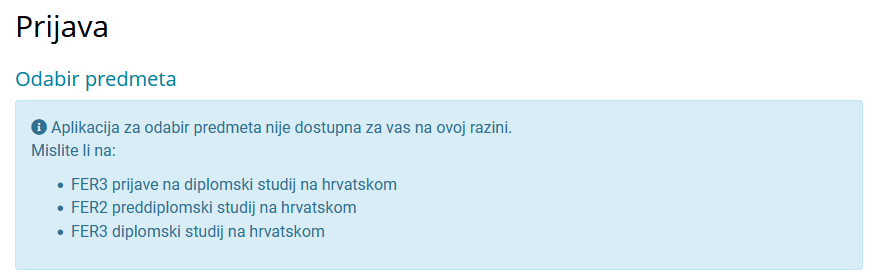 Prijava
Odabir predmeta
Aplikacija za odabir predmeta nije dostupna za vas na ovoj razini.
Mislite li na:
• FER3 prijave na diplomski studij na hrvatskom
• FER2 preddiplomski studij na hrvatskom
• FER3 diplomski studij na hrvatskom